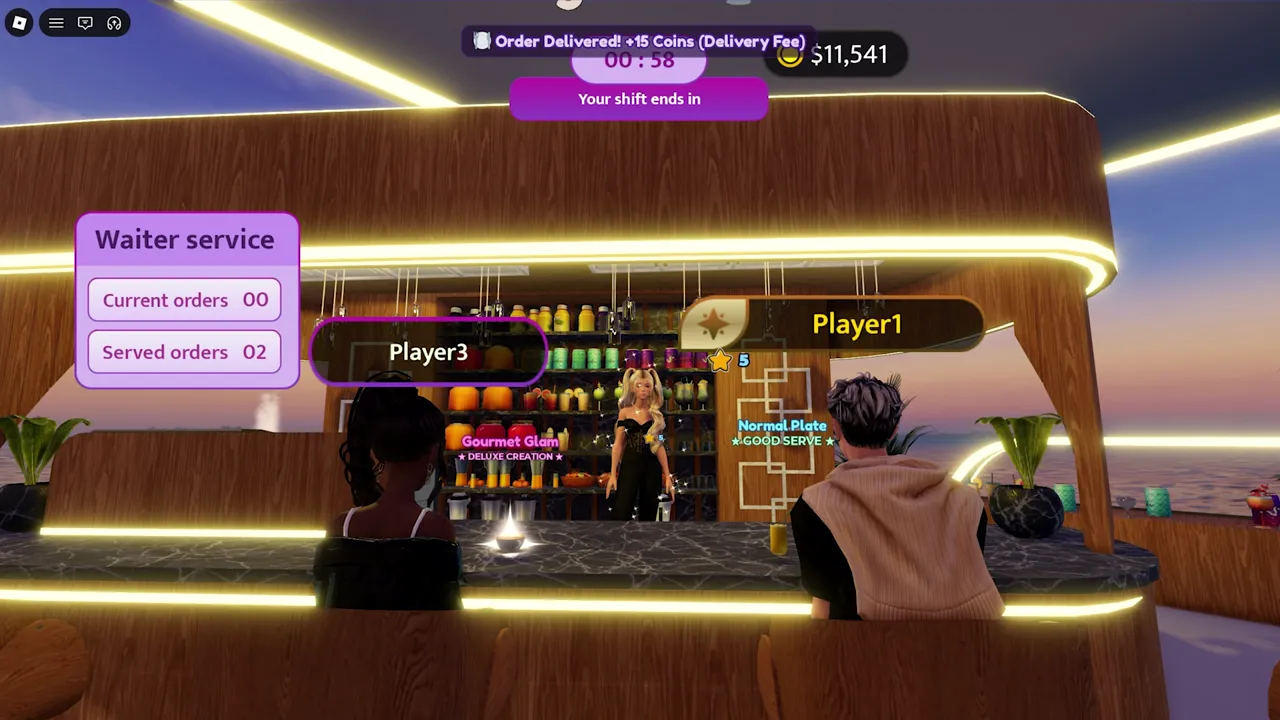 Order Delivered! +15 Coins (Delivery Fee)
00 : 58
$11,541
Your shift ends in
Waiter service
Current orders 00
Served orders 02
Player3
Player1
5
Gourmet Glam
★ DELUXE CREATION ★
Normal Plate
★ GOOD SERVE ★
5